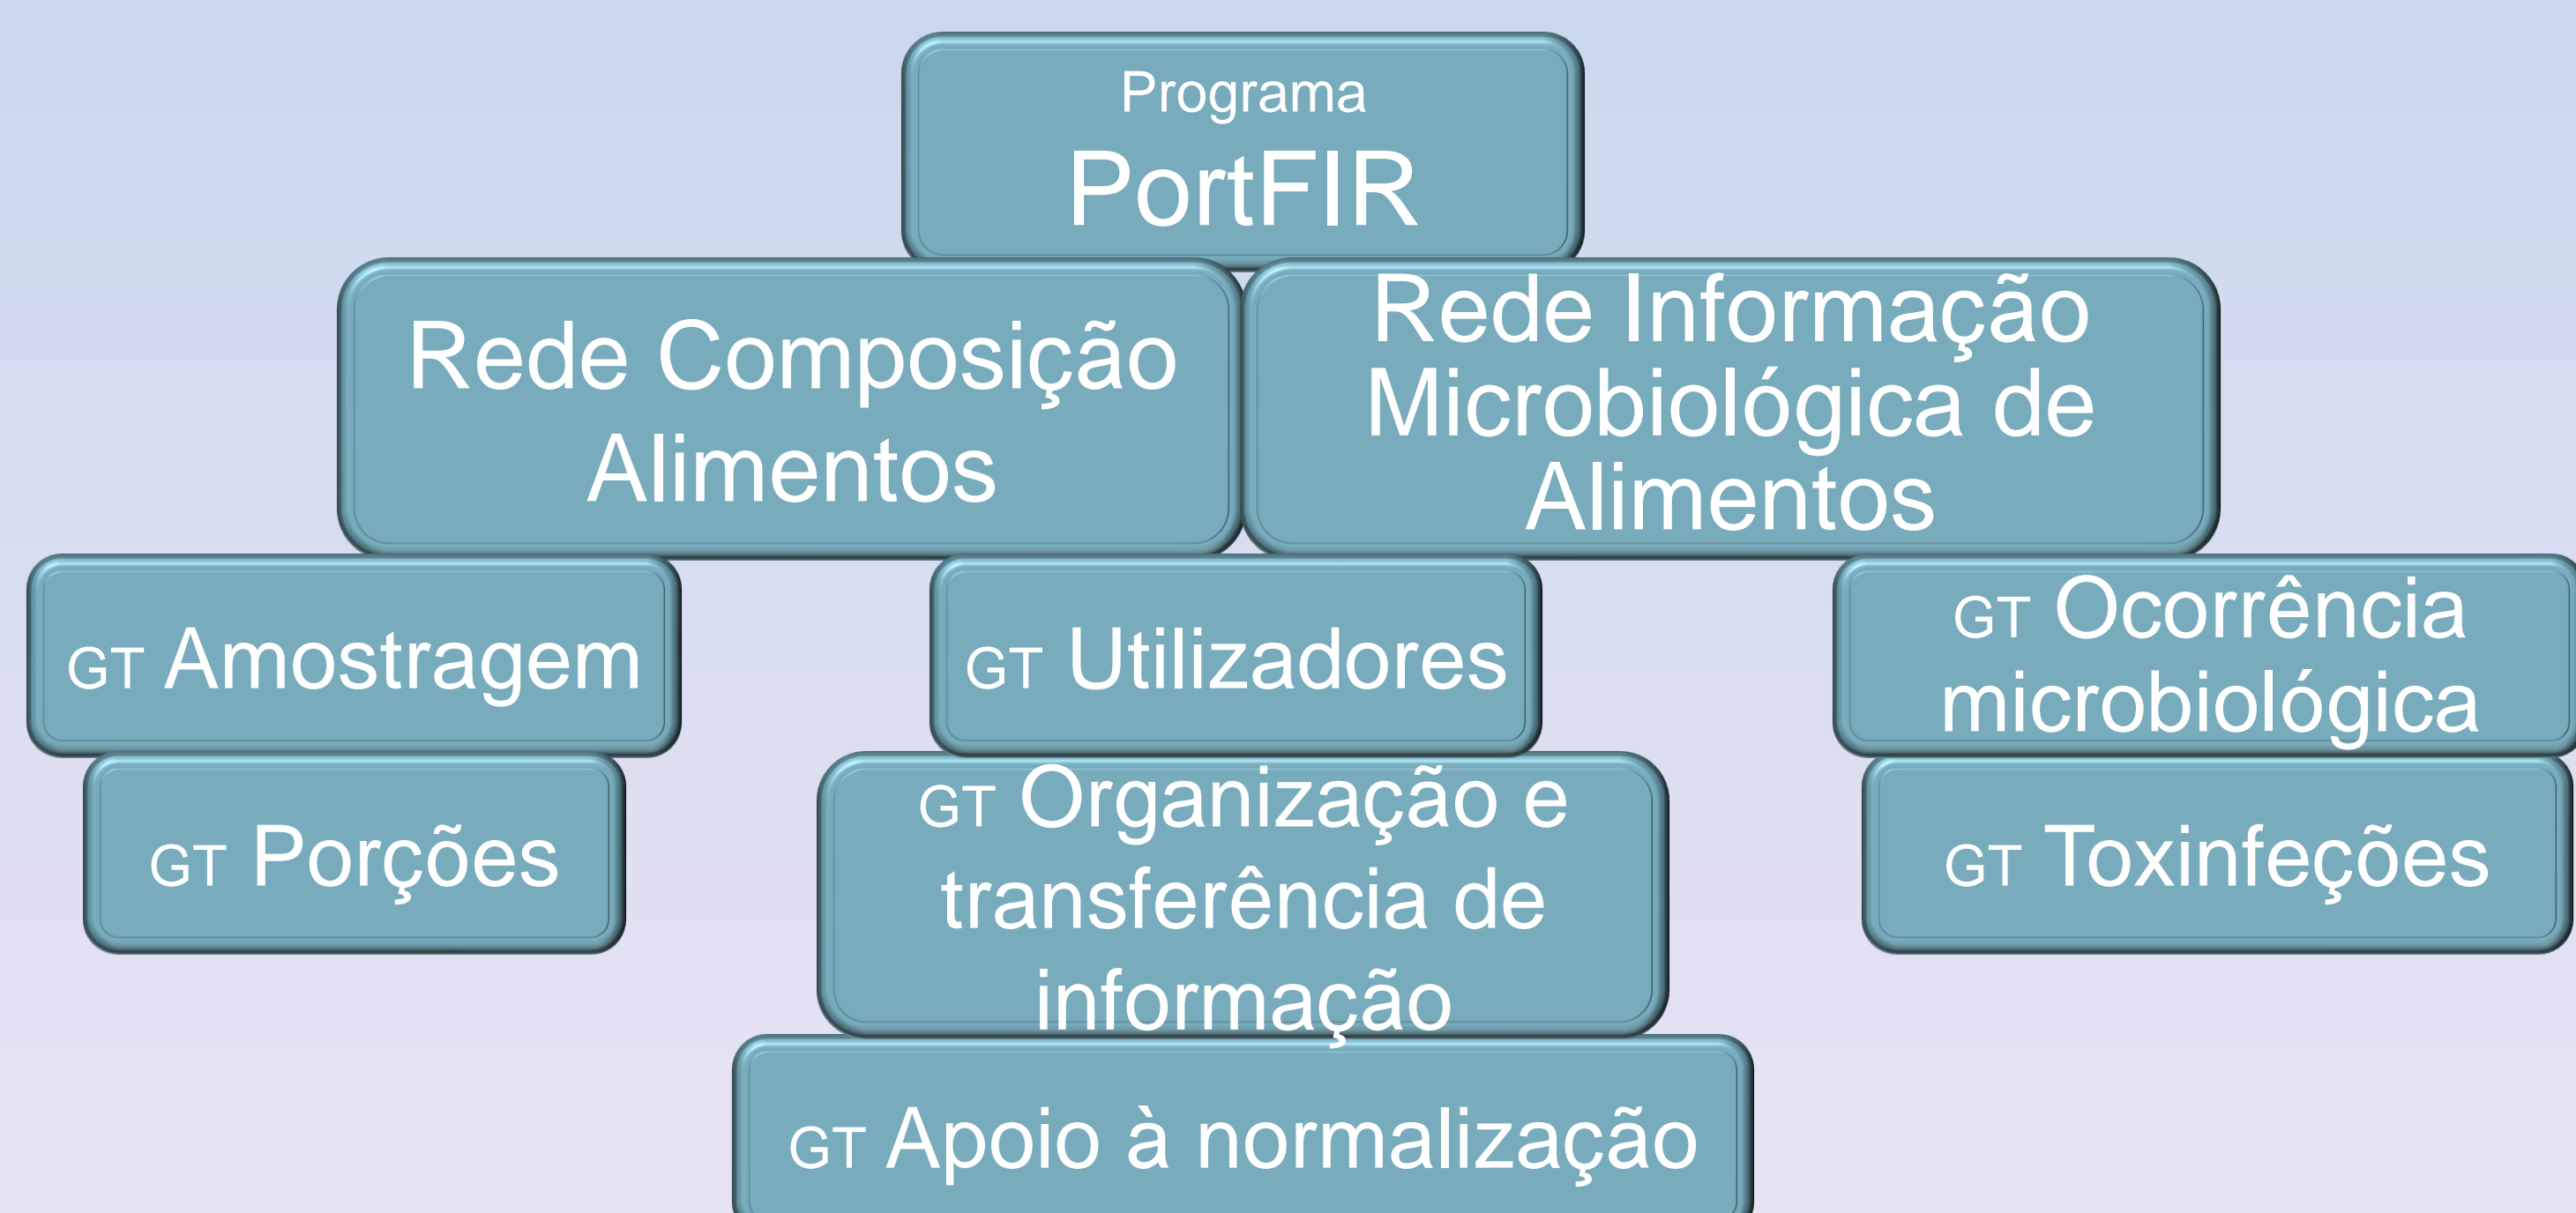 Programa
PortFIR
Rede Composição
Alimentos
Rede Informação
Microbiológica de
Alimentos
GT Amostragem
GT Utilizadores
GT Ocorrência
microbiológica
GT Porções
GT Organização e
transferência de
informação
GT Toxinfeções
GT Apoio à normalização